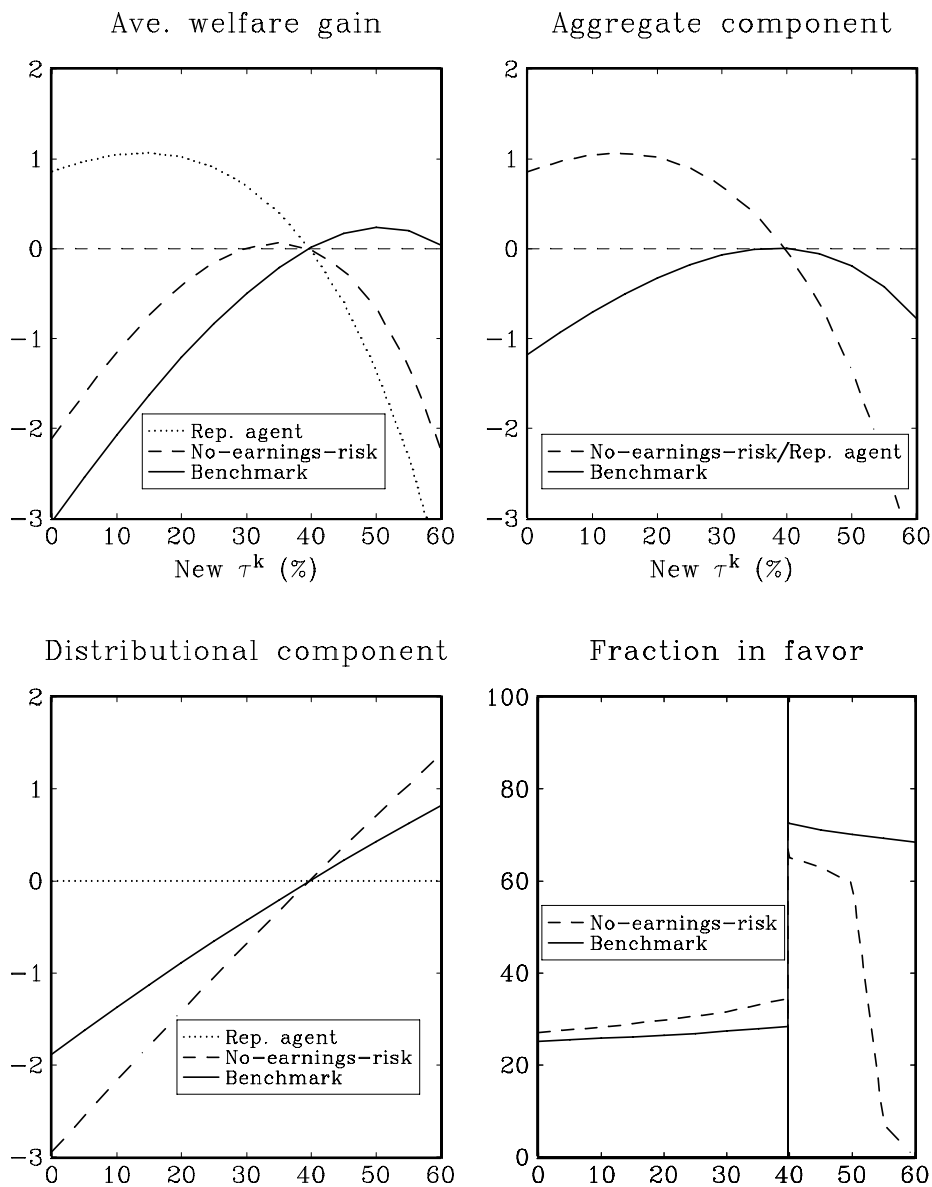 Ave. welfare gain
2
1
0
−1
−2
−3
Rep. agent
No−earnings−risk
Benchmark
0 10 20 30 40 50 60
New τᵏ (%)
Aggregate component
2
1
0
−1
−2
−3
No−earnings−risk/Rep. agent
Benchmark
0 10 20 30 40 50 60
New τᵏ (%)
Distributional component
2
1
0
−1
−2
−3
Rep. agent
No−earnings−risk
Benchmark
0 10 20 30 40 50 60
Fraction in favor
100
80
60
40
20
0
No−earnings−risk
Benchmark
0 10 20 30 40 50 60